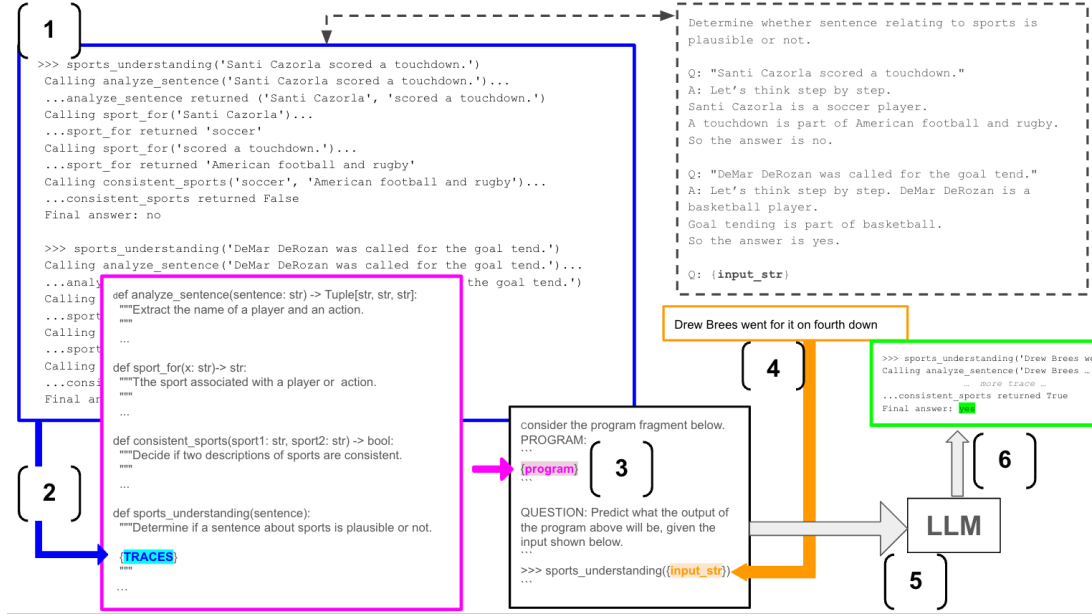 1
>>> sports_understanding('Santi Cazorla scored a touchdown.')
Calling analyze_sentence('Santi Cazorla scored a touchdown.')...
...analyze_sentence returned ('Santi Cazorla', 'scored a touchdown.')
Calling sport_for('Santi Cazorla')...
...sport_for returned 'soccer'
Calling sport_for('scored a touchdown.')...
...sport_for returned 'American football and rugby'
Calling consistent_sports('soccer', 'American football and rugby')...
...consistent_sports returned False
Final answer: no
>>> sports_understanding('DeMar DeRozan was called for the goal tend.')
Calling analyze_sentence('DeMar DeRozan was called for the goal tend.')...
...analy the goal tend.')
Calling
...sport
Calling
...sport
Calling
...consi
Final an
Determine whether sentence relating to sports is
plausible or not.
Q: "Santi Cazorla scored a touchdown."
A: Let's think step by step.
Santi Cazorla is a soccer player.
A touchdown is part of American football and rugby.
So the answer is no.
Q: "DeMar DeRozan was called for the goal tend."
A: Let's think step by step. DeMar DeRozan is a
basketball player.
Goal tending is part of basketball.
So the answer is yes.
Q: {input_str}
2
def analyze_sentence(sentence: str) -> Tuple[str, str, str]:
"""Extract the name of a player and an action.
"""
...
def sport_for(x: str)-> str:
"""Tthe sport associated with a player or  action.
"""
...
def consistent_sports(sport1: str, sport2: str) -> bool:
"""Decide if two descriptions of sports are consistent.
"""
...
def sports_understanding(sentence):
"""Determine if a sentence about sports is plausible or not.
{TRACES}
"""
...
3
consider the program fragment below.
PROGRAM:
```
{program}
```
QUESTION: Predict what the output of
the program above will be, given the
input shown below.
```
>>> sports_understanding({input_str})
```
Drew Brees went for it on fourth down
4
5
LLM
6
>>> sports_understanding('Drew Brees we
Calling analyze_sentence('Drew Brees …
… more trace …
...consistent_sports returned True
Final answer: yes